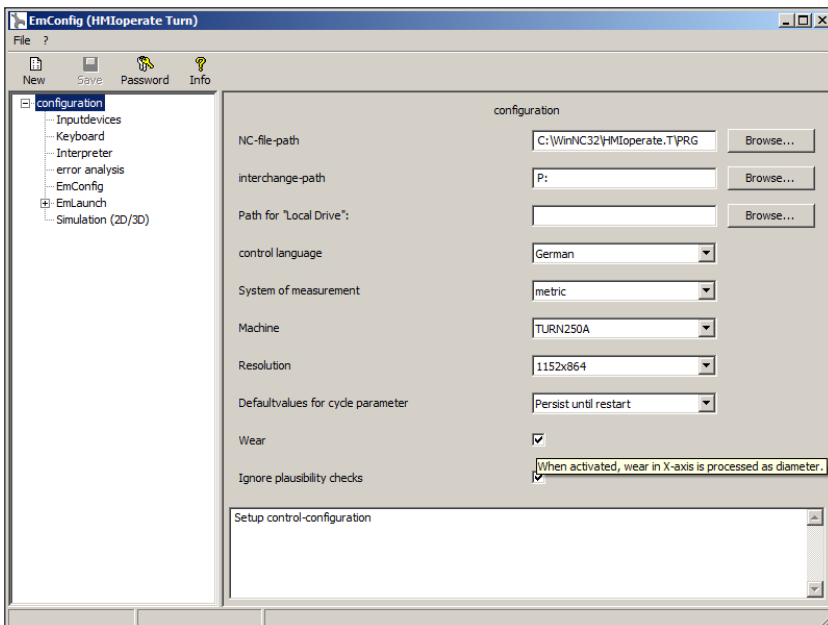 EmConfig (HMIoperate Turn)
File ?
New Save Password Info
configuration
Inputdevices
Keyboard
Interpreter
error analysis
EmConfig
EmLaunch
Simulation (2D/3D)
configuration
NC-file-path C:\WinNC32\HMIoperate.T\PRG Browse...
interchange-path P: Browse...
Path for "Local Drive": Browse...
control language German
System of measurement metric
Machine TURN250A
Resolution 1152x864
Defaultvalues for cycle parameter Persist until restart
Wear
When activated, wear in X-axis is processed as diameter.
Ignore plausibility checks
Setup control-configuration